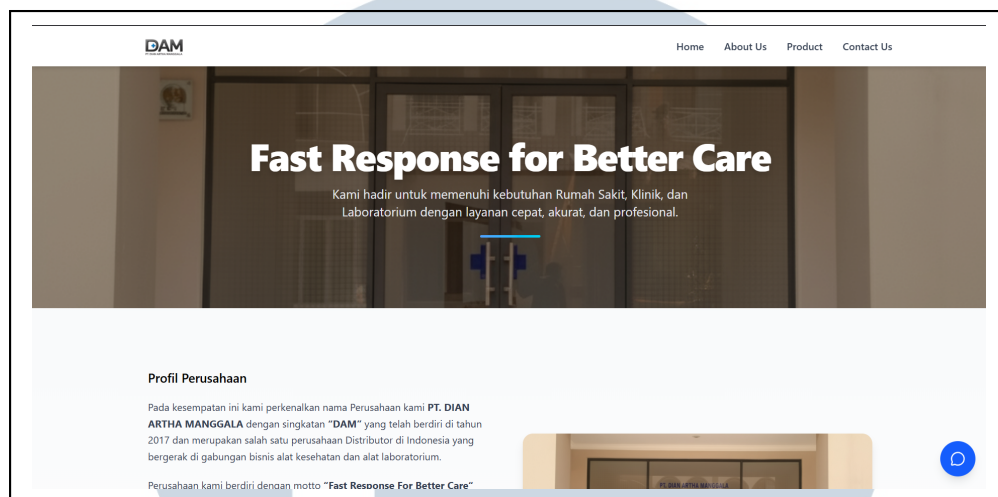 DAM
Home About Us Product Contact Us
Fast Response for Better Care
Kami hadir untuk memenuhi kebutuhan Rumah Sakit, Klinik, dan
Laboratorium dengan layanan cepat, akurat, dan profesional.
Profil Perusahaan
Pada kesempatan ini kami perkenalkan nama Perusahaan kami PT. DIAN
ARTHA MANGGALA dengan singkatan "DAM" yang telah berdiri di tahun
2017 dan merupakan salah satu perusahaan Distributor di Indonesia yang
bergerak di gabungan bisnis alat kesehatan dan alat laboratorium.
PT. DIAN ARTHA MANGGALA
Perusahaan kami berdiri dengan motto "Fast Response For Better Care"